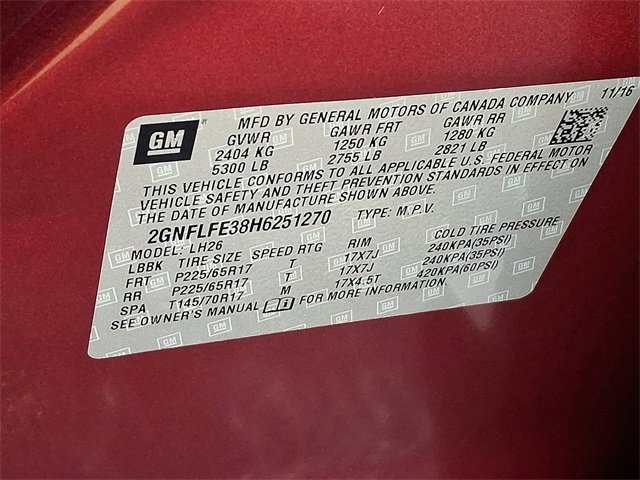 GM
MFD BY GENERAL MOTORS OF CANADA COMPANY 11/16
GVWR GAWR FRT GAWR RR
2404 KG 1250 KG 1280 KG
5300 LB 2755 LB 2821 LB
THIS VEHICLE CONFORMS TO ALL APPLICABLE U.S. FEDERAL MOTOR
VEHICLE SAFETY AND THEFT PREVENTION STANDARDS IN EFFECT ON
THE DATE OF MANUFACTURE SHOWN ABOVE.
2GNFLFE38H6251270 TYPE: M.P.V.
MODEL: LH26
LBBK TIRE SIZE SPEED RTG RIM COLD TIRE PRESSURE
FRT P225/65R17 T 17X7J 240KPA(35PSI)
RR P225/65R17 T 17X7J 240KPA(35PSI)
SPA T145/70R17 M 17X4.5T 420KPA(60PSI)
SEE OWNER'S MANUAL FOR MORE INFORMATION.